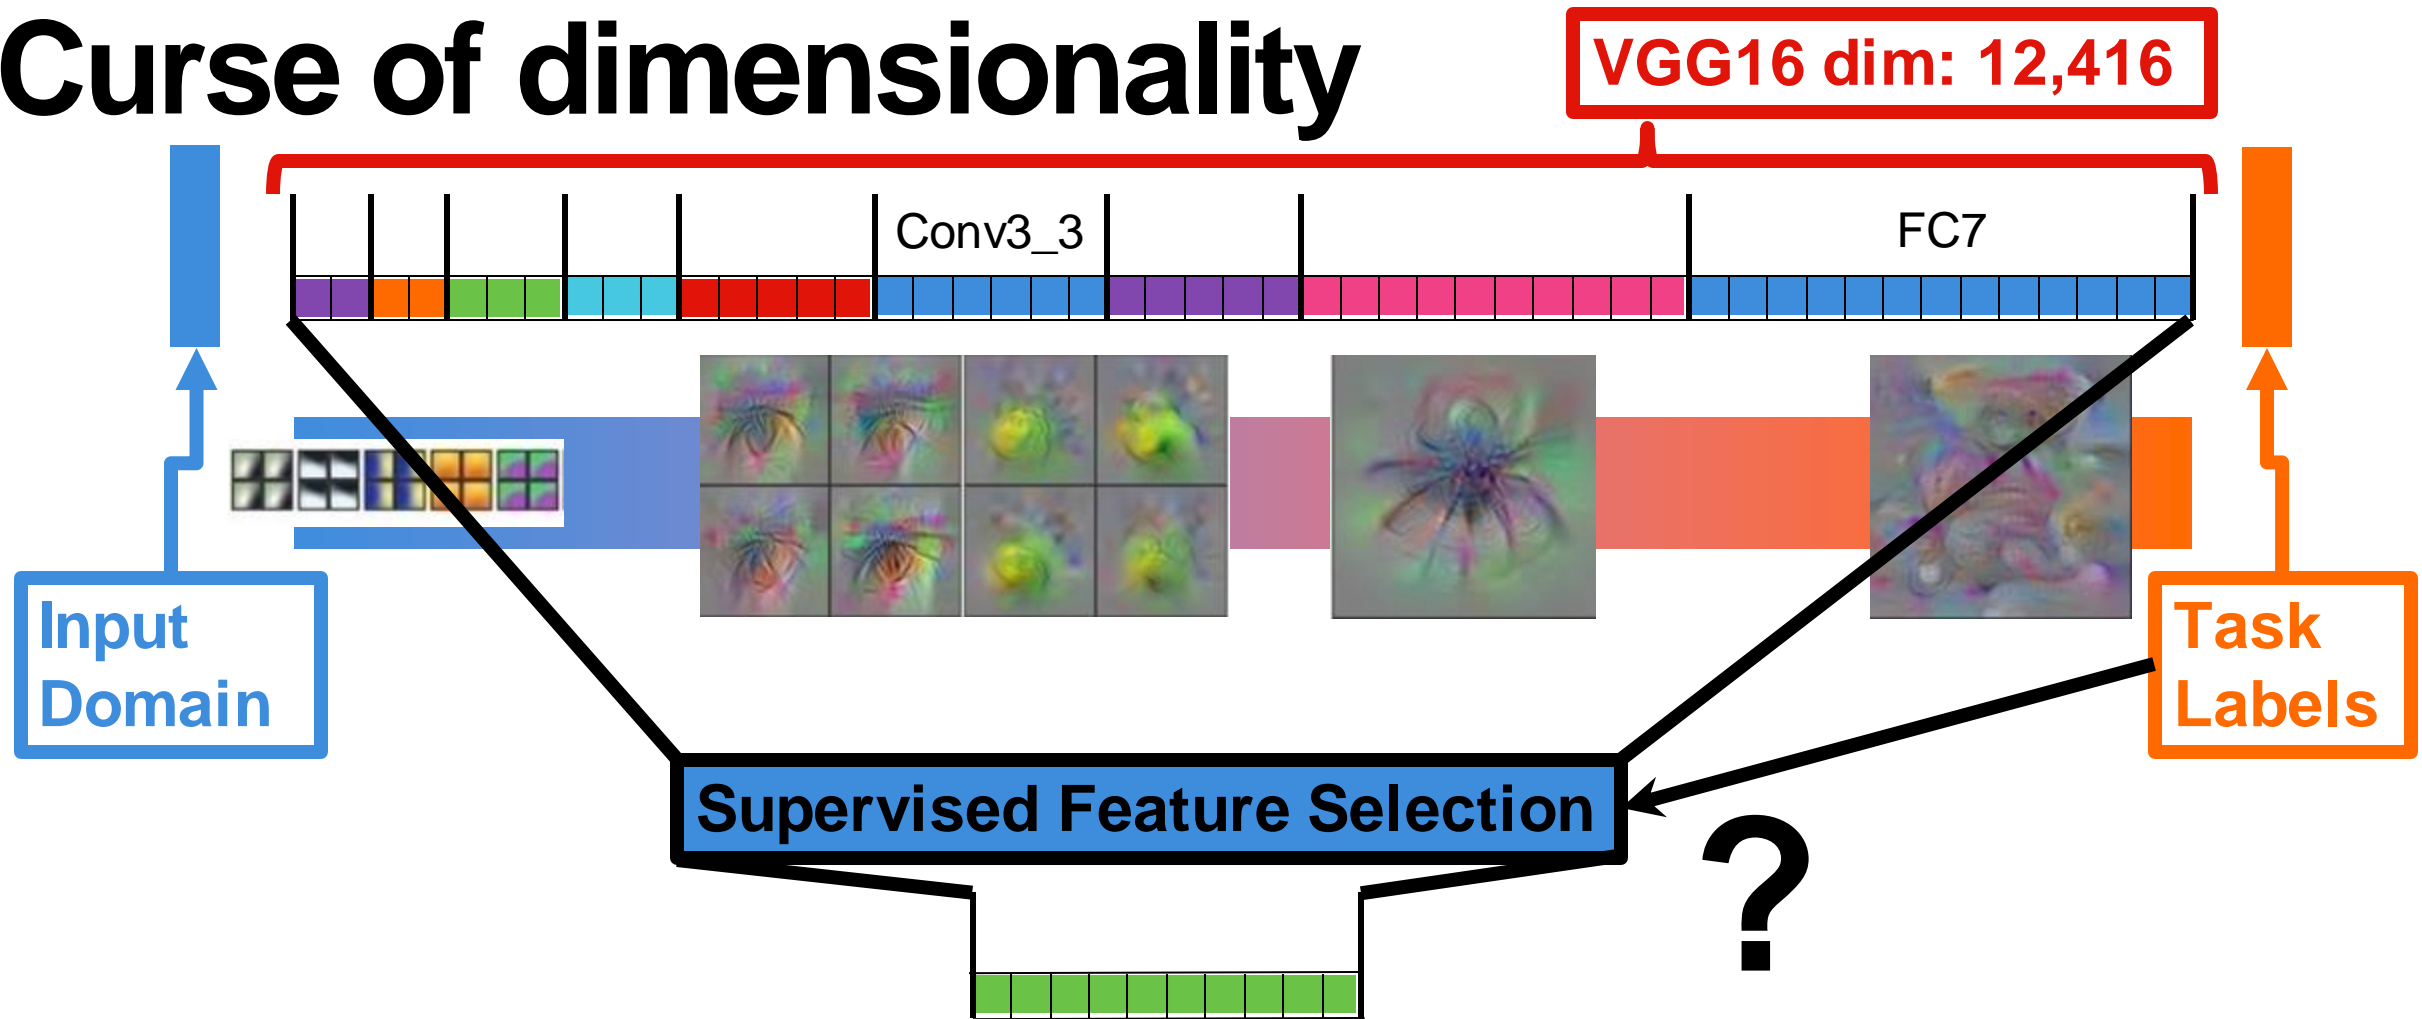 Curse of dimensionality
VGG16 dim: 12,416
Conv3_3
FC7
Input
Domain
Task
Labels
Supervised Feature Selection
?